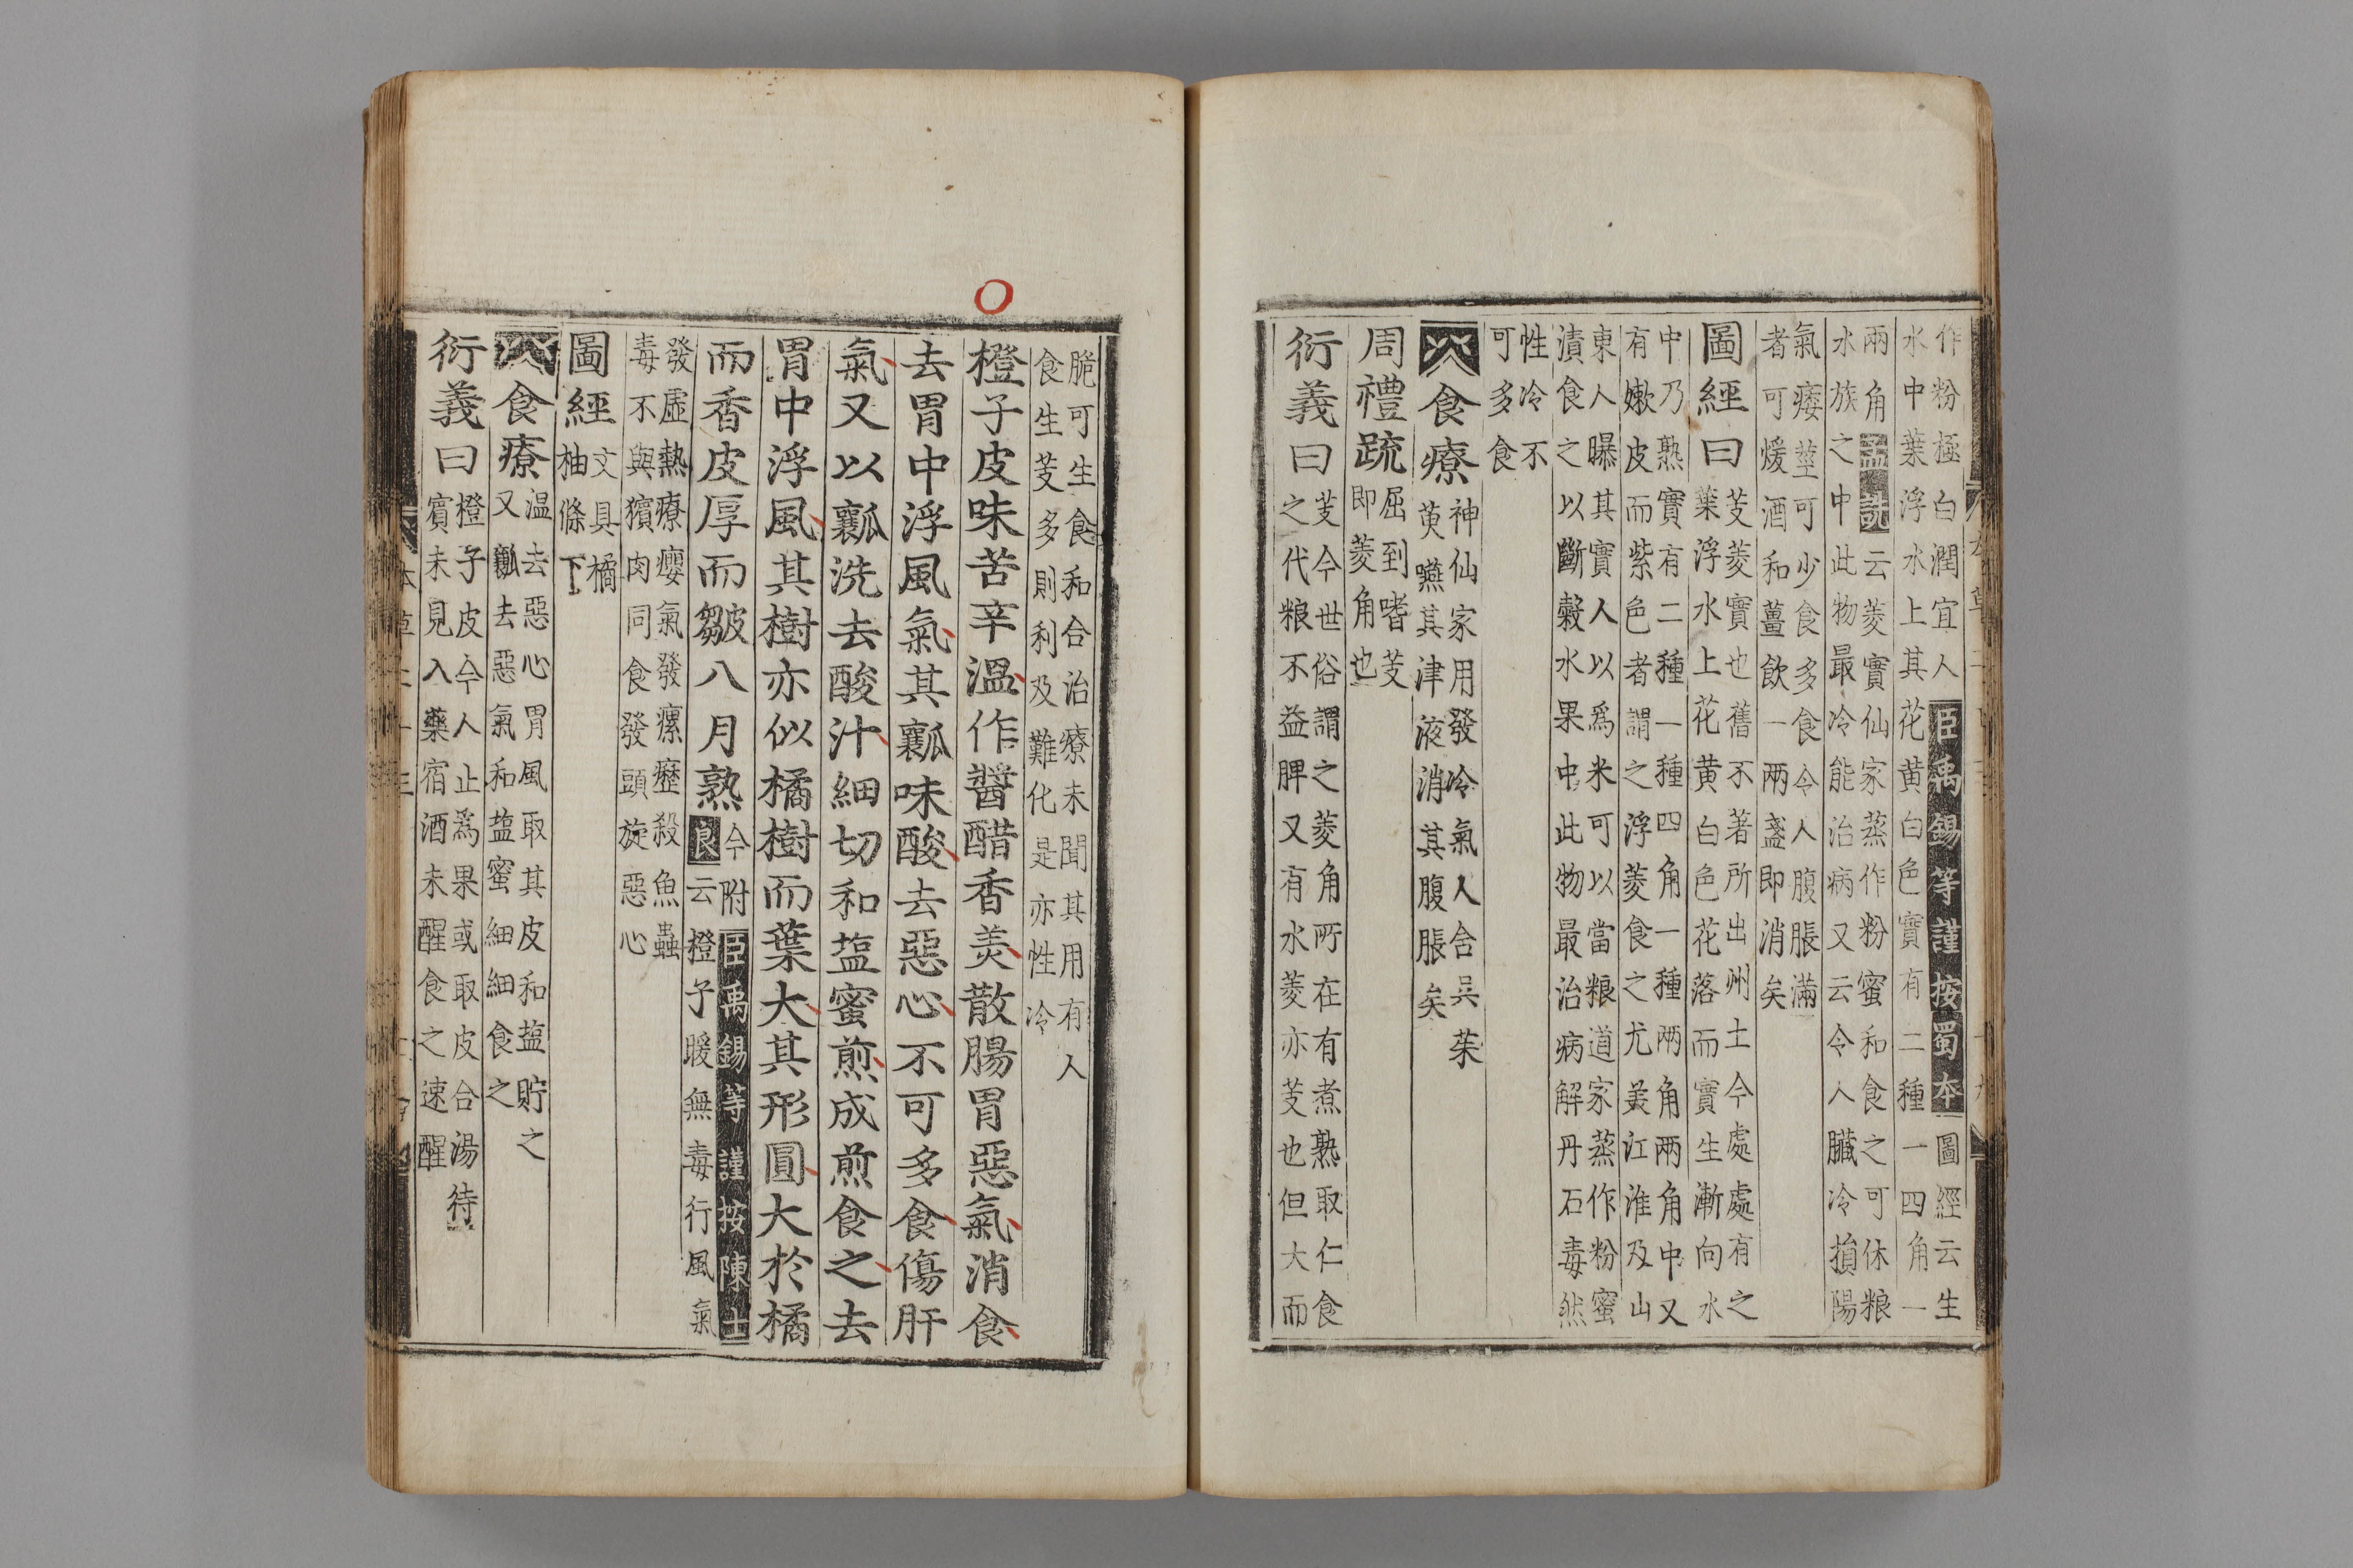 作粉極白潤宜人臣禹錫等謹按蜀本圖經云生
水中葉浮水上其花黃白色實有二種一四角一
兩角孟詵云菱實仙家蒸作粉蜜和食之可休粮
水族之中此物最冷能治病又云令人臟冷損陽
氣痿莖可少食多食令人腹脹滿
者可煖酒和薑飲一兩盞即消矣
圖經曰芰菱實也舊不著所出州土今處處有之
葉浮水上花黃白色花落而實生漸向水
中乃熟實有二種一種四角一種兩角兩角中又
有嫩皮而紫色者謂之浮菱食之尤美江淮及山
東人曝其實人以爲米可以當粮道家蒸作粉蜜
漬食之以斷穀水果中此物最治病解丹石毒然
性冷不
可多食
食療神仙家用發冷氣人含吳茱
萸嚥其津液消其腹脹矣
周禮疏屈到嗜芰
即菱角也
衍義曰芰今世俗謂之菱角所在有煮熟取仁食
之代粮不益脾又有水菱亦芰也但大而
脆可生食和合治療未聞其用有人
食生芰多則利及難化是亦性冷
橙子皮味苦辛溫作醬醋香羙散腸胃惡氣消食
去胃中浮風氣其瓤味酸去惡心不可多食傷肝
氣又以瓤洗去酸汁細切和塩蜜煎成煎食之去
胃中浮風其樹亦似橘樹而葉大其形圓大於橘
而香皮厚而皺八月熟今附臣禹錫等謹按陳士
良云橙子暖無毒行風氣
發虛熱療癭氣發瘰癧殺魚蟲
毒不與獱肉同食發頭旋惡心
圖經文具橘
柚條下
食療溫去惡心胃風取其皮和塩貯之
又瓤去惡氣和塩蜜細細食之
衍義曰橙子皮今人止爲果或取皮合湯待
賓未見入藥宿酒未醒食之速醒